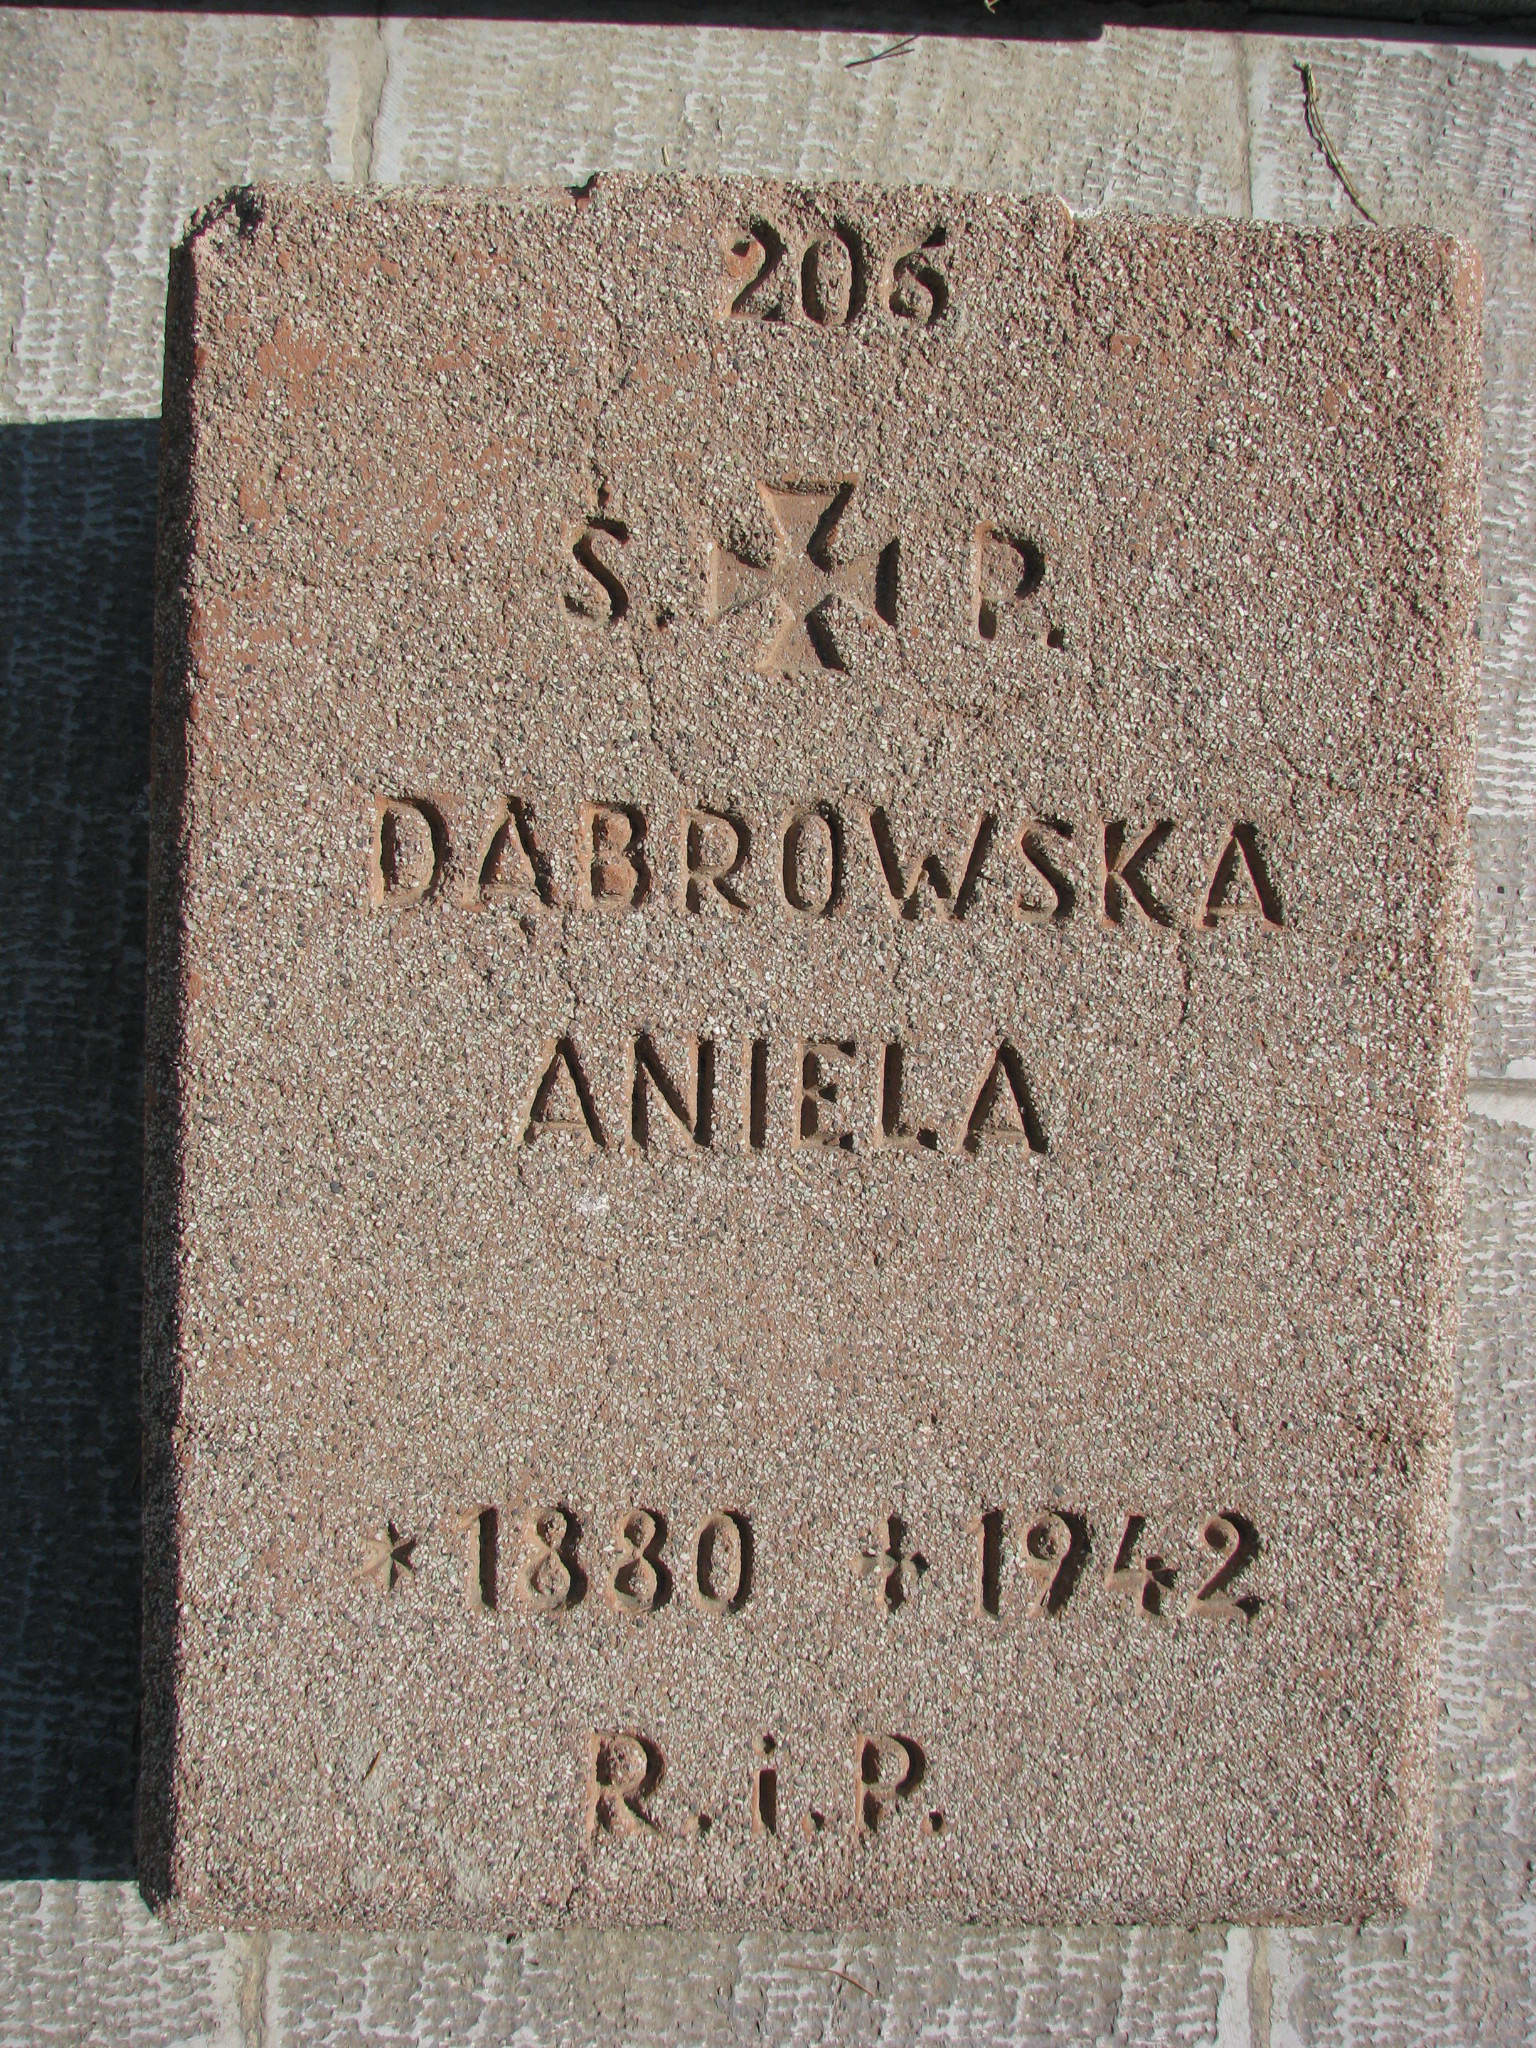 206
Ś. P.
DĄBROWSKA
ANIELA
*1880 +1942
R.i.P.